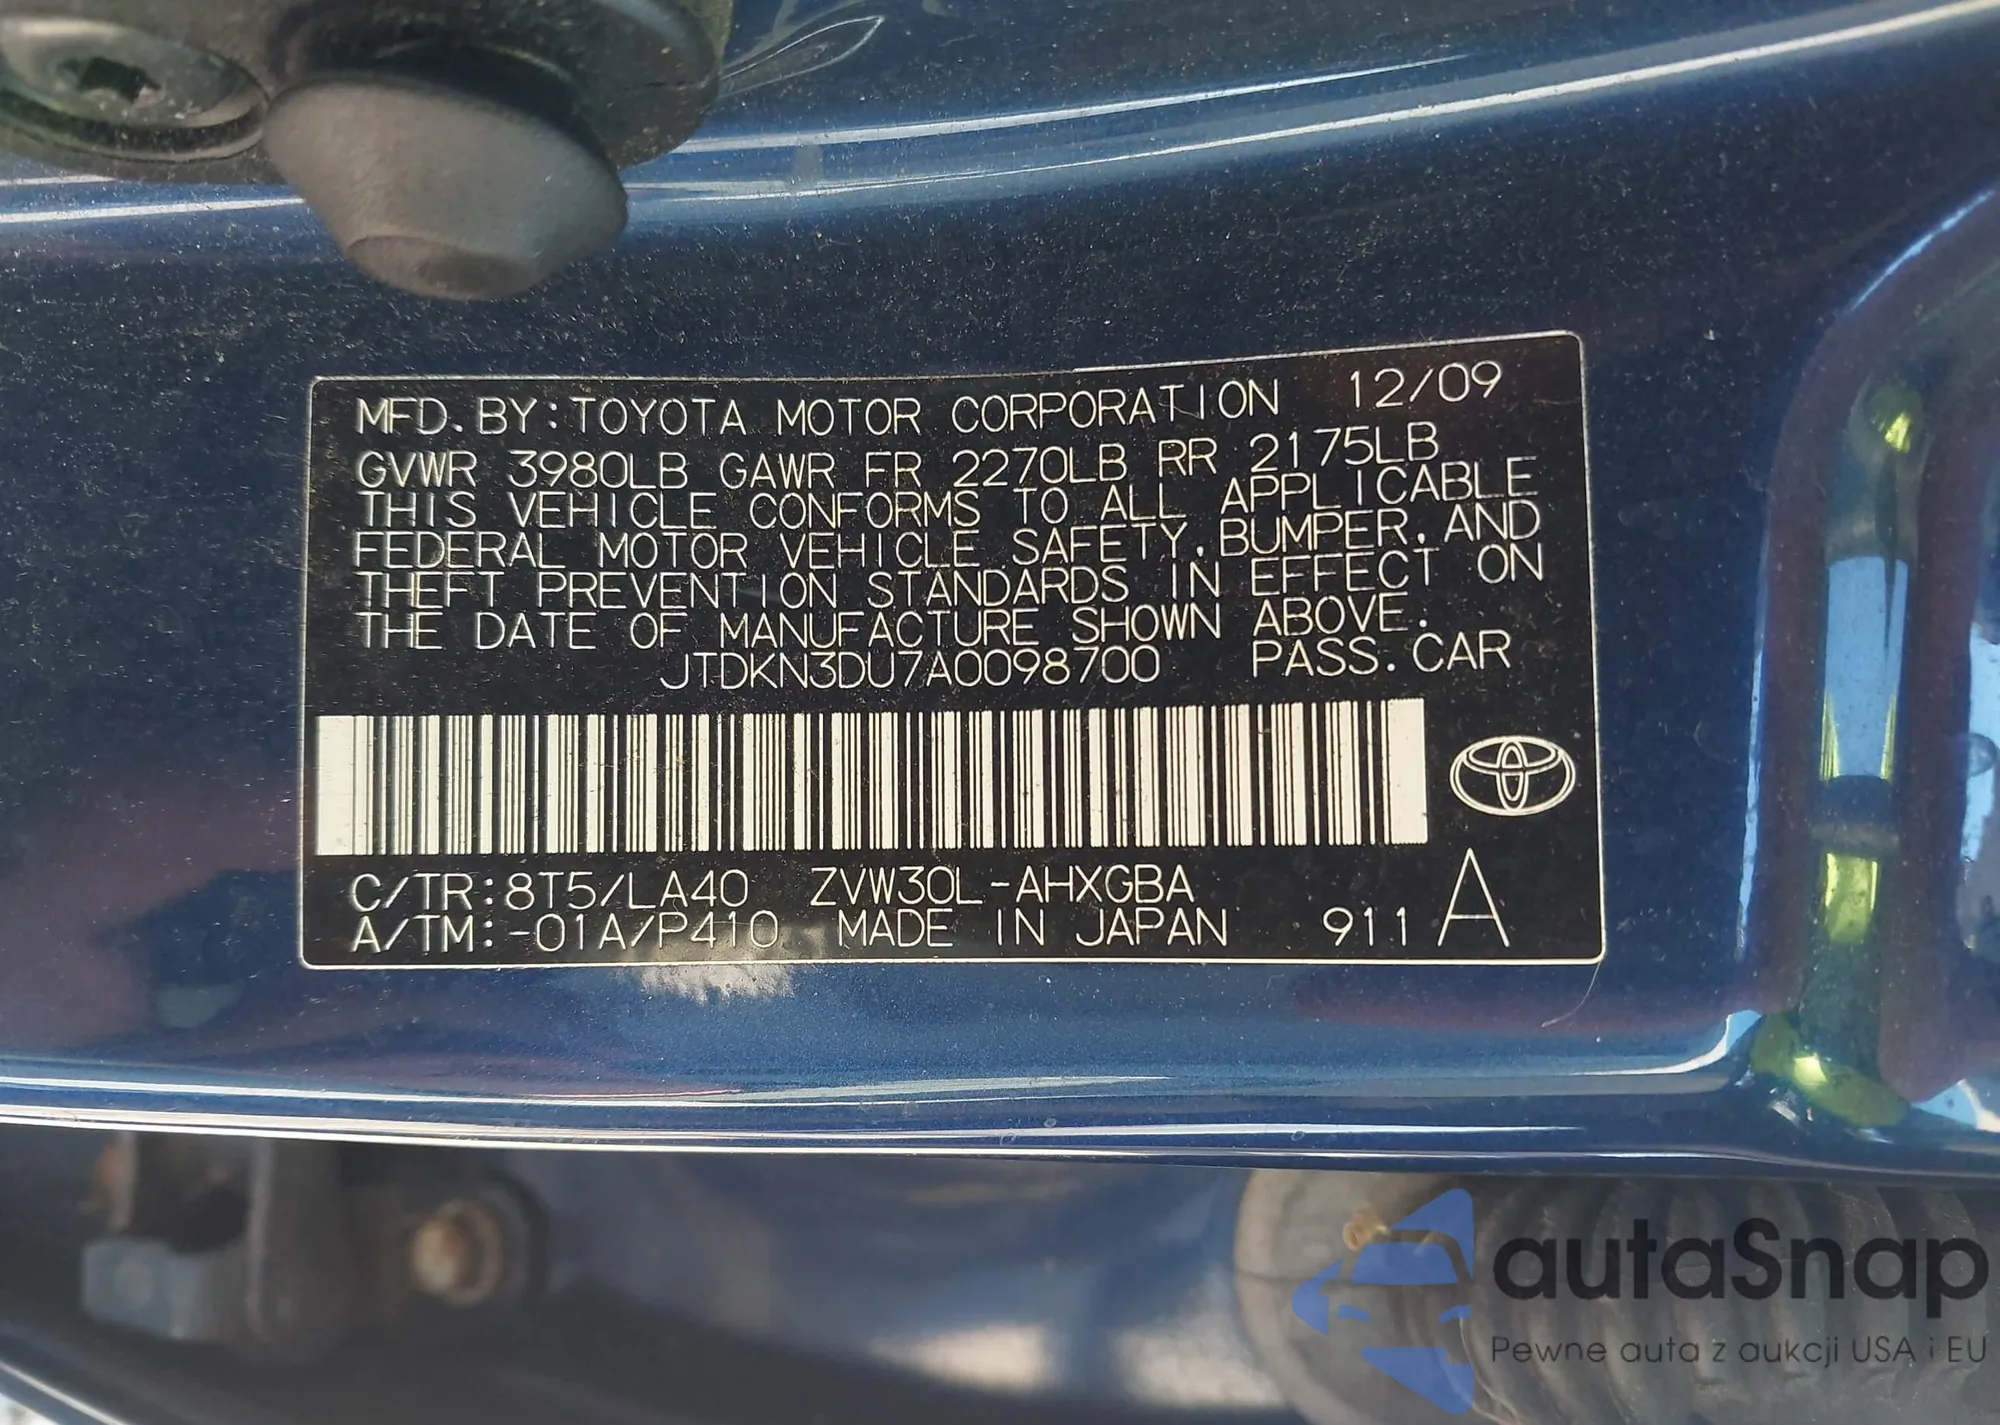 MFD. BY: TOYOTA MOTOR CORPORATION 12/09
GVWR 3980LB GAWR FR 2270LB RR 2175LB
THIS VEHICLE CONFORMS TO ALL APPLICABLE
FEDERAL MOTOR VEHICLE SAFETY, BUMPER, AND
THEFT PREVENTION STANDARDS IN EFFECT ON
THE DATE OF MANUFACTURE SHOWN ABOVE.
JTDKN3DU7A0098700 PASS. CAR
C/TR: 8T5/LA40 ZVW30L-AHXGBA
A/TM: -01A/P410 MADE IN JAPAN 911 A
autaSnap
Pewne auta z aukcji USA i EU